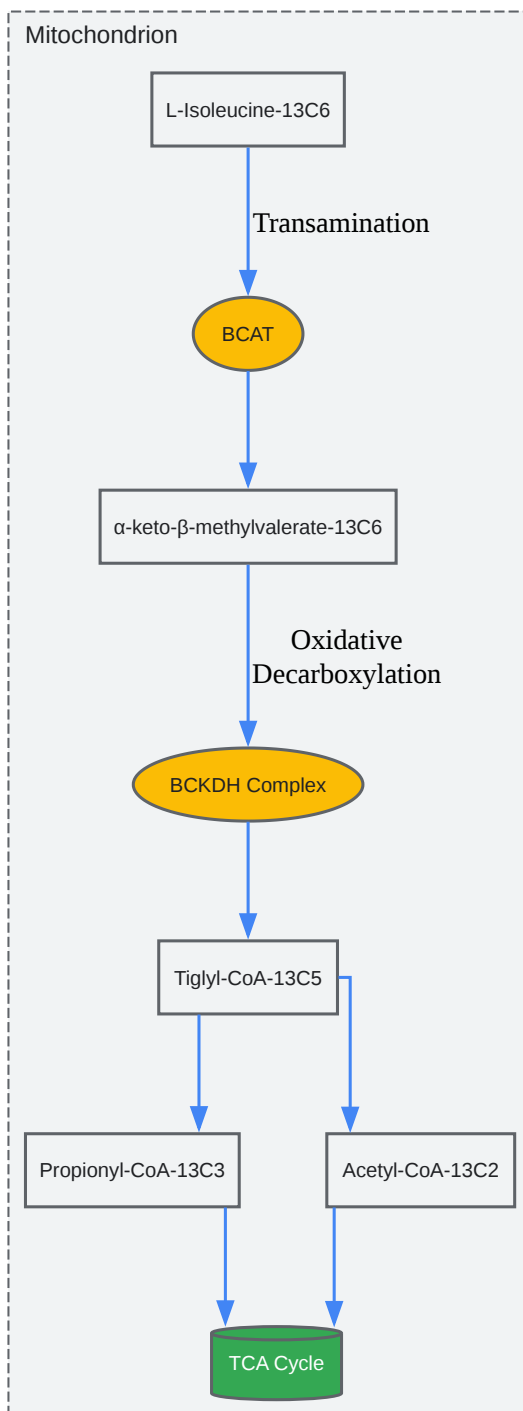 Mitochondrion
L-Isoleucine-13C6
Transamination
BCAT
α-keto-β-methylvalerate-13C6
Oxidative
Decarboxylation
BCKDH Complex
Tiglyl-CoA-13C5
Propionyl-CoA-13C3
Acetyl-CoA-13C2
TCA Cycle